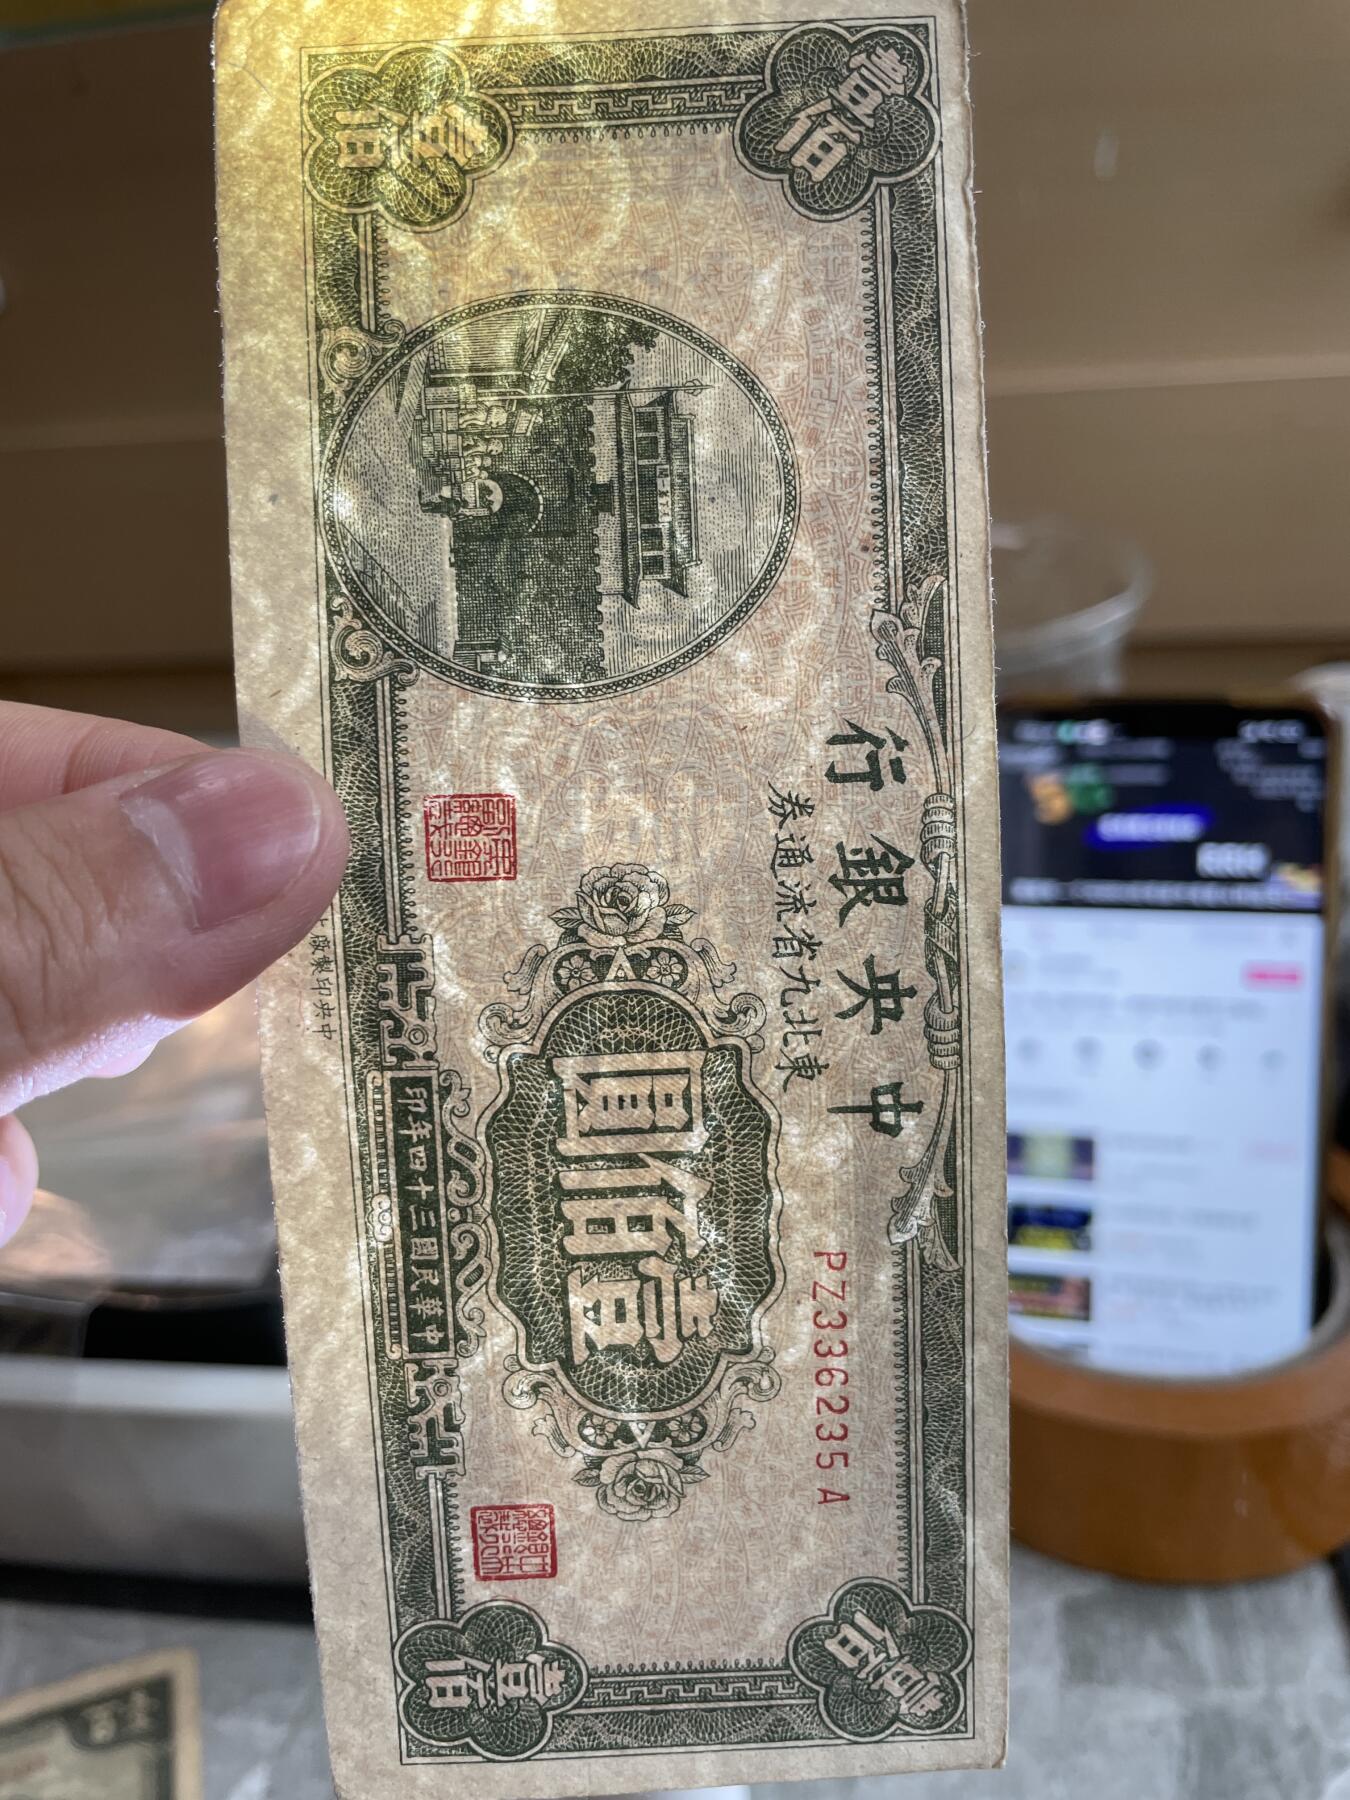 中央銀行
東北九省流通券
PZ336235 A
壹佰
壹佰
壹佰圓
中華民國三十四年印
壹佰
壹佰
中央印製廠